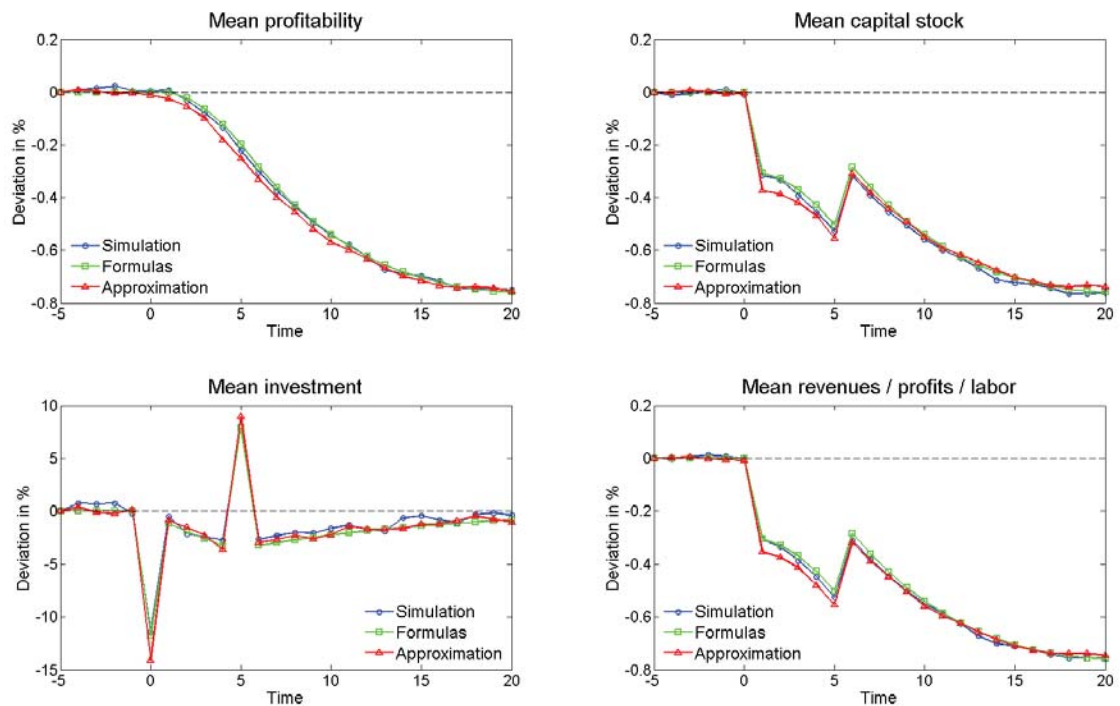 Mean profitability
0.2
0
-0.2
-0.4
-0.6
-0.8
Deviation in %
Simulation
Formulas
Approximation
-5 0 5 10 15 20
Time
Mean capital stock
0.2
0
-0.2
-0.4
-0.6
-0.8
Deviation in %
Simulation
Formulas
Approximation
-5 0 5 10 15 20
Time
Mean investment
10
5
0
-5
-10
-15
Deviation in %
Simulation
Formulas
Approximation
-5 0 5 10 15 20
Time
Mean revenues / profits / labor
0.2
0
-0.2
-0.4
-0.6
-0.8
Deviation in %
Simulation
Formulas
Approximation
-5 0 5 10 15 20
Time